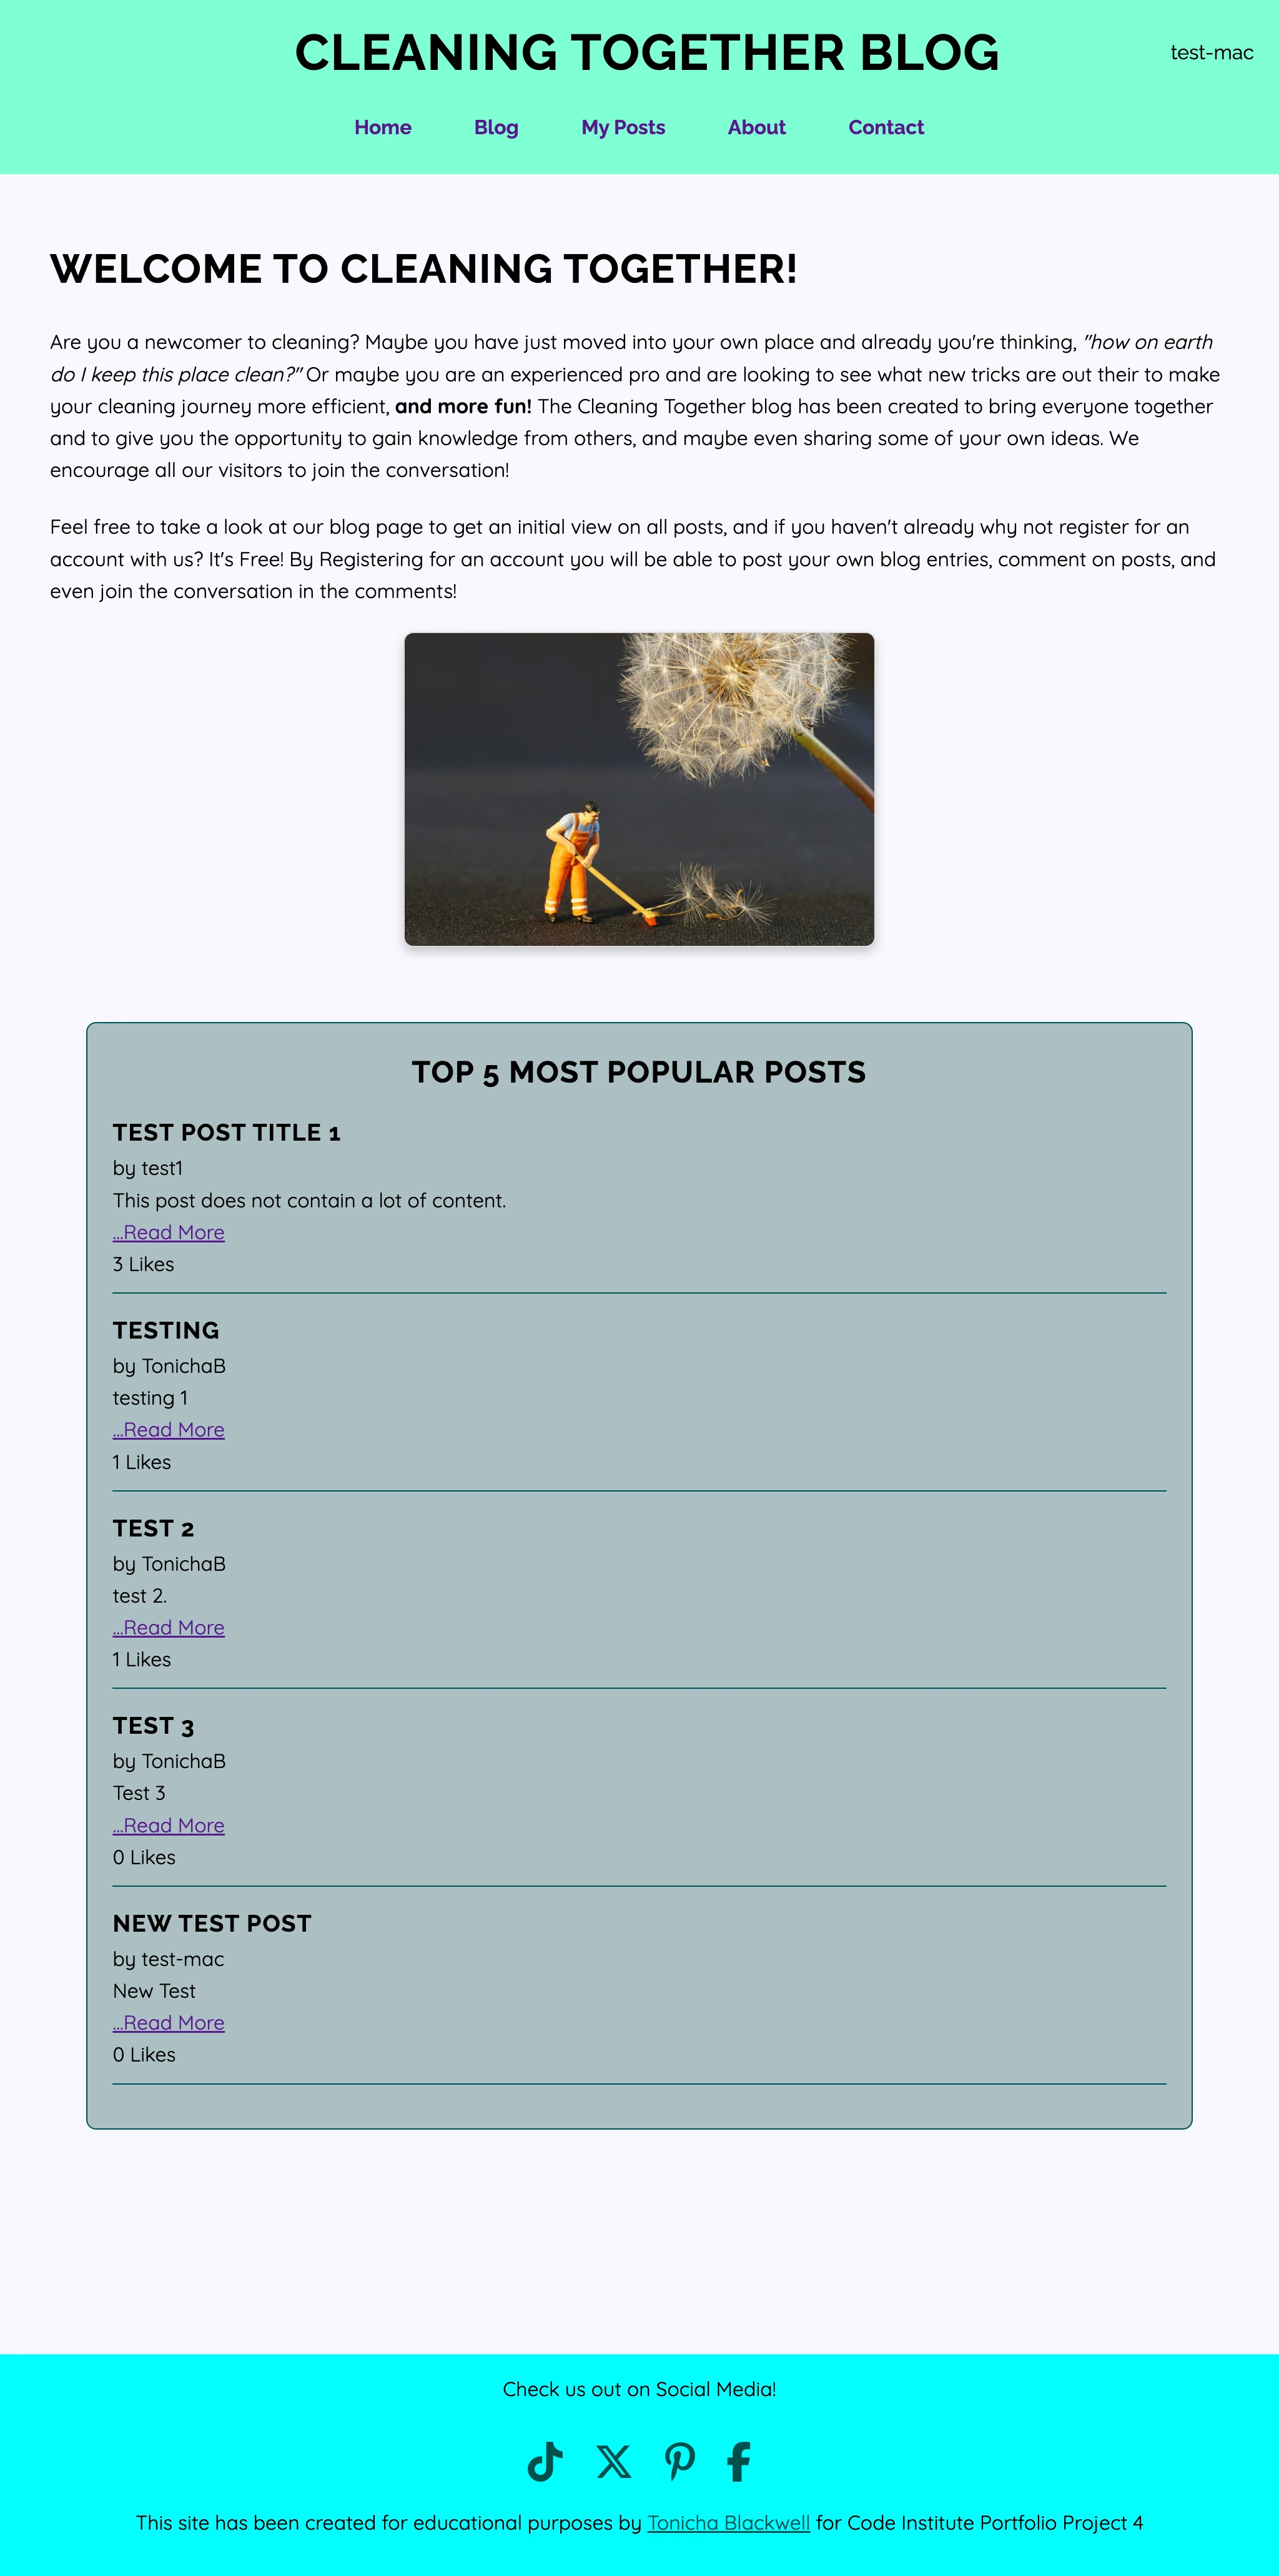 CLEANING TOGETHER BLOG
test-mac
Home Blog My Posts About Contact
WELCOME TO CLEANING TOGETHER!
Are you a newcomer to cleaning? Maybe you have just moved into your own place and already you're thinking, "how on earth
do I keep this place clean?" Or maybe you are an experienced pro and are looking to see what new tricks are out their to make
your cleaning journey more efficient, and more fun! The Cleaning Together blog has been created to bring everyone together
and to give you the opportunity to gain knowledge from others, and maybe even sharing some of your own ideas. We
encourage all our visitors to join the conversation!
Feel free to take a look at our blog page to get an initial view on all posts, and if you haven't already why not register for an
account with us? It's Free! By Registering for an account you will be able to post your own blog entries, comment on posts, and
even join the conversation in the comments!
TOP 5 MOST POPULAR POSTS
TEST POST TITLE 1
by test1
This post does not contain a lot of content.
...Read More
3 Likes
TESTING
by TonichaB
testing 1
...Read More
1 Likes
TEST 2
by TonichaB
test 2.
...Read More
1 Likes
TEST 3
by TonichaB
Test 3
...Read More
0 Likes
NEW TEST POST
by test-mac
New Test
...Read More
0 Likes
Check us out on Social Media!
This site has been created for educational purposes by Tonicha Blackwell for Code Institute Portfolio Project 4